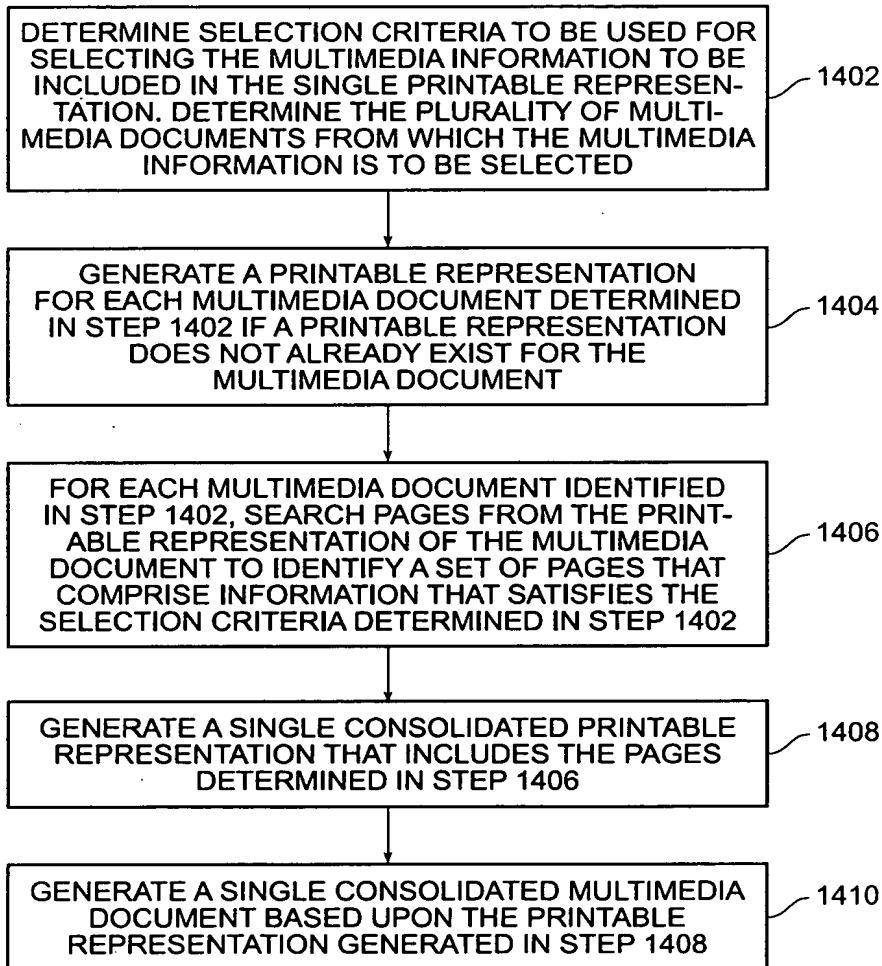 DETERMINE SELECTION CRITERIA TO BE USED FOR
SELECTING THE MULTIMEDIA INFORMATION TO BE
INCLUDED IN THE SINGLE PRINTABLE REPRESEN-
TATION. DETERMINE THE PLURALITY OF MULTI-
MEDIA DOCUMENTS FROM WHICH THE MULTIMEDIA
INFORMATION IS TO BE SELECTED
1402
GENERATE A PRINTABLE REPRESENTATION
FOR EACH MULTIMEDIA DOCUMENT DETERMINED
IN STEP 1402 IF A PRINTABLE REPRESENTATION
DOES NOT ALREADY EXIST FOR THE
MULTIMEDIA DOCUMENT
1404
FOR EACH MULTIMEDIA DOCUMENT IDENTIFIED
IN STEP 1402, SEARCH PAGES FROM THE PRINT-
ABLE REPRESENTATION OF THE MULTIMEDIA
DOCUMENT TO IDENTIFY A SET OF PAGES THAT
COMPRISE INFORMATION THAT SATISFIES THE
SELECTION CRITERIA DETERMINED IN STEP 1402
1406
GENERATE A SINGLE CONSOLIDATED PRINTABLE
REPRESENTATION THAT INCLUDES THE PAGES
DETERMINED IN STEP 1406
1408
GENERATE A SINGLE CONSOLIDATED MULTIMEDIA
DOCUMENT BASED UPON THE PRINTABLE
REPRESENTATION GENERATED IN STEP 1408
1410